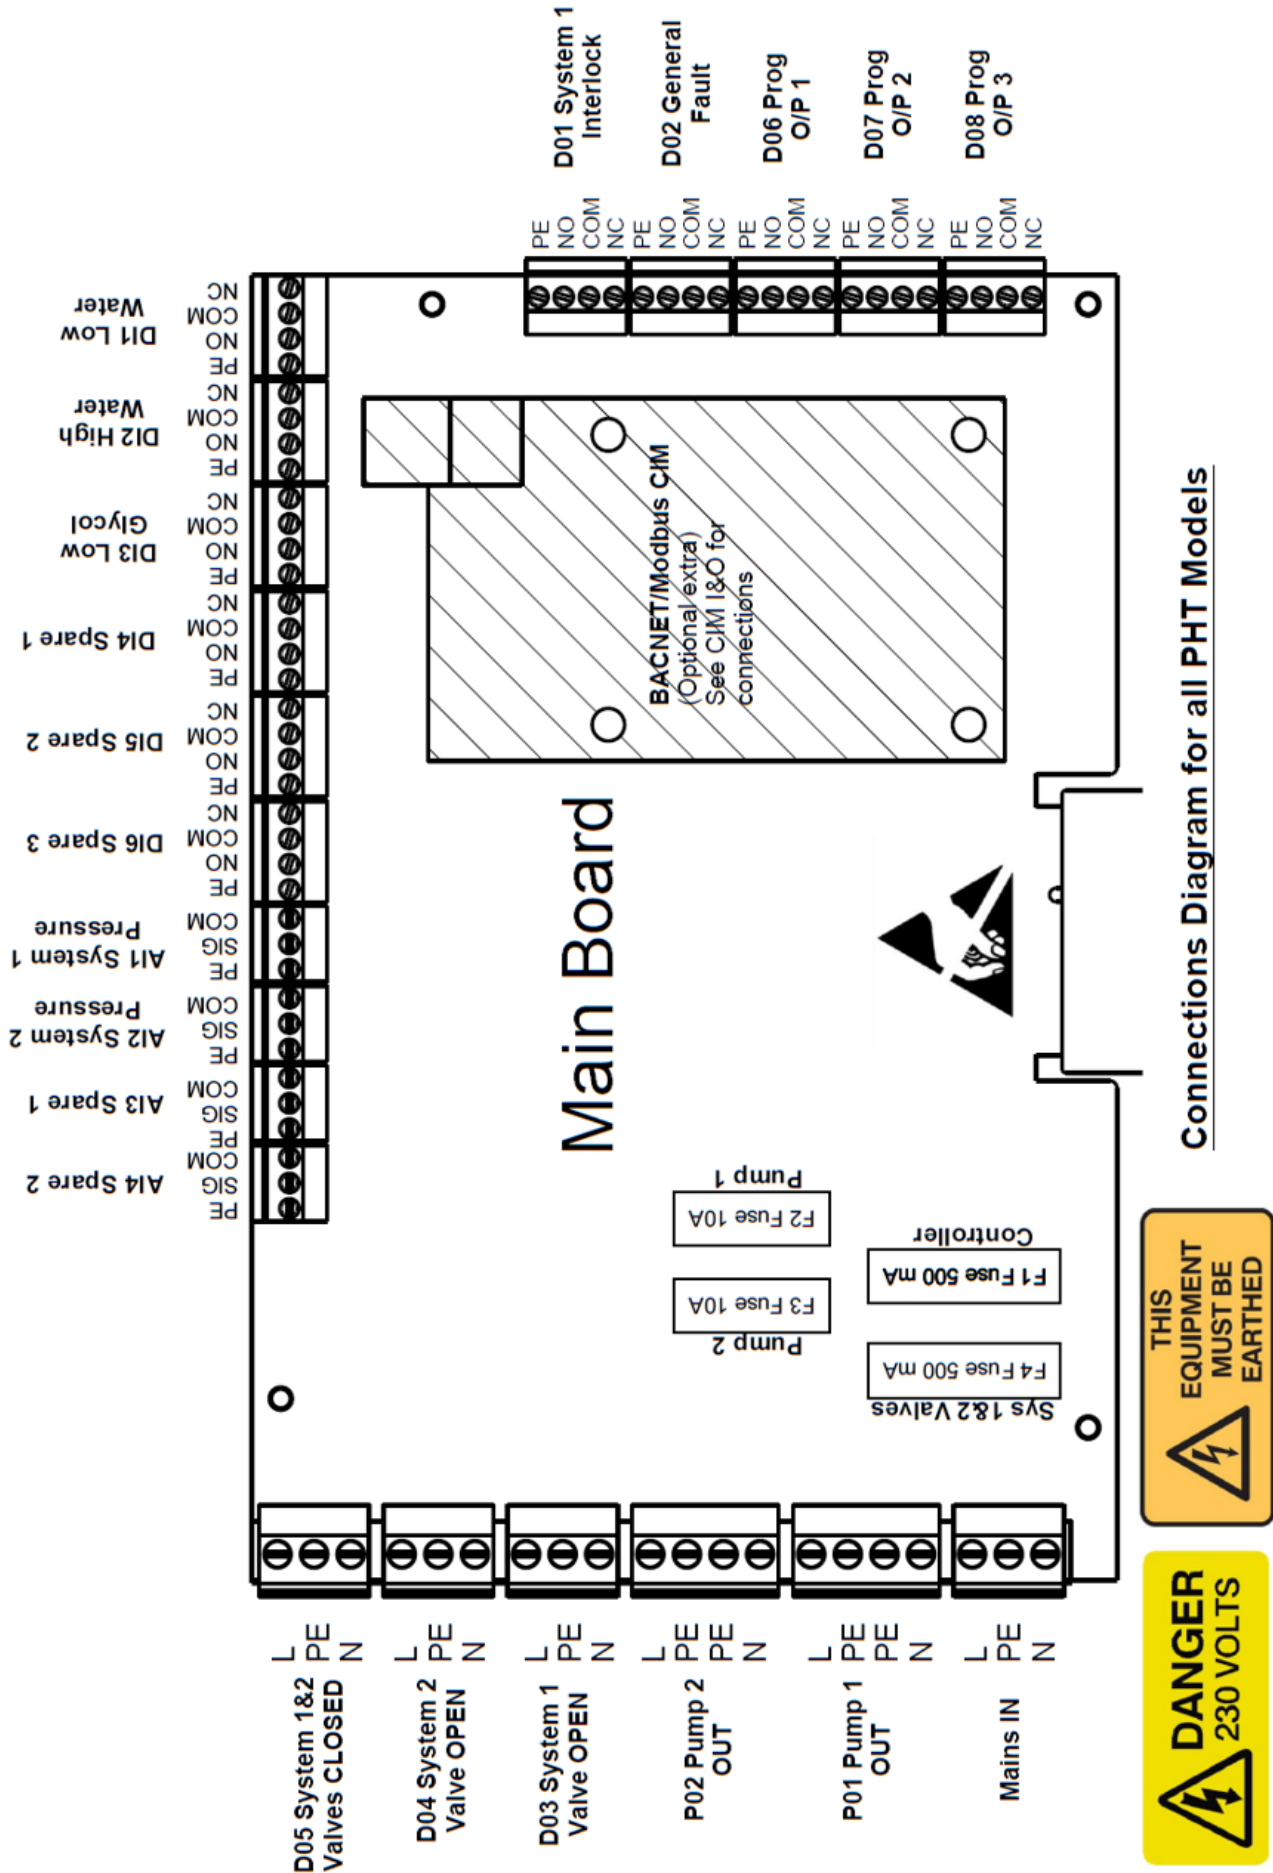 DI1 Low
Water
NC
COM
NO
PE
DI2 High
Water
NC
COM
NO
PE
DI3 Low
Glycol
NC
COM
NO
PE
DI4 Spare 1
NC
COM
NO
PE
DI5 Spare 2
NC
COM
NO
PE
DI6 Spare 3
NC
COM
NO
PE
AI1 System 1
Pressure
COM
SIG
PE
AI2 System 2
Pressure
COM
SIG
PE
AI3 Spare 1
COM
SIG
PE
AI4 Spare 2
COM
SIG
PE
D01 System 1
Interlock
PE
NO
COM
NC
D02 General
Fault
PE
NO
COM
NC
D06 Prog
O/P 1
PE
NO
COM
NC
D07 Prog
O/P 2
PE
NO
COM
NC
D08 Prog
O/P 3
PE
NO
COM
NC
BACNET/Modbus CIM
(Optional extra)
See CIM I&O for
connections
Main Board
Pump 1
F2 Fuse 10A
F3 Fuse 10A
Pump 2
Controller
F1 Fuse 500 mA
F4 Fuse 500 mA
Sys 1&2 Valves
D05 System 1&2
Valves CLOSED
L
PE
N
D04 System 2
Valve OPEN
L
PE
N
D03 System 1
Valve OPEN
L
PE
N
P02 Pump 2
OUT
L
PE
PE
N
P01 Pump 1
OUT
L
PE
PE
N
Mains IN
L
PE
N
DANGER
230 VOLTS
THIS
EQUIPMENT
MUST BE
EARTHED
Connections Diagram for all PHT Models